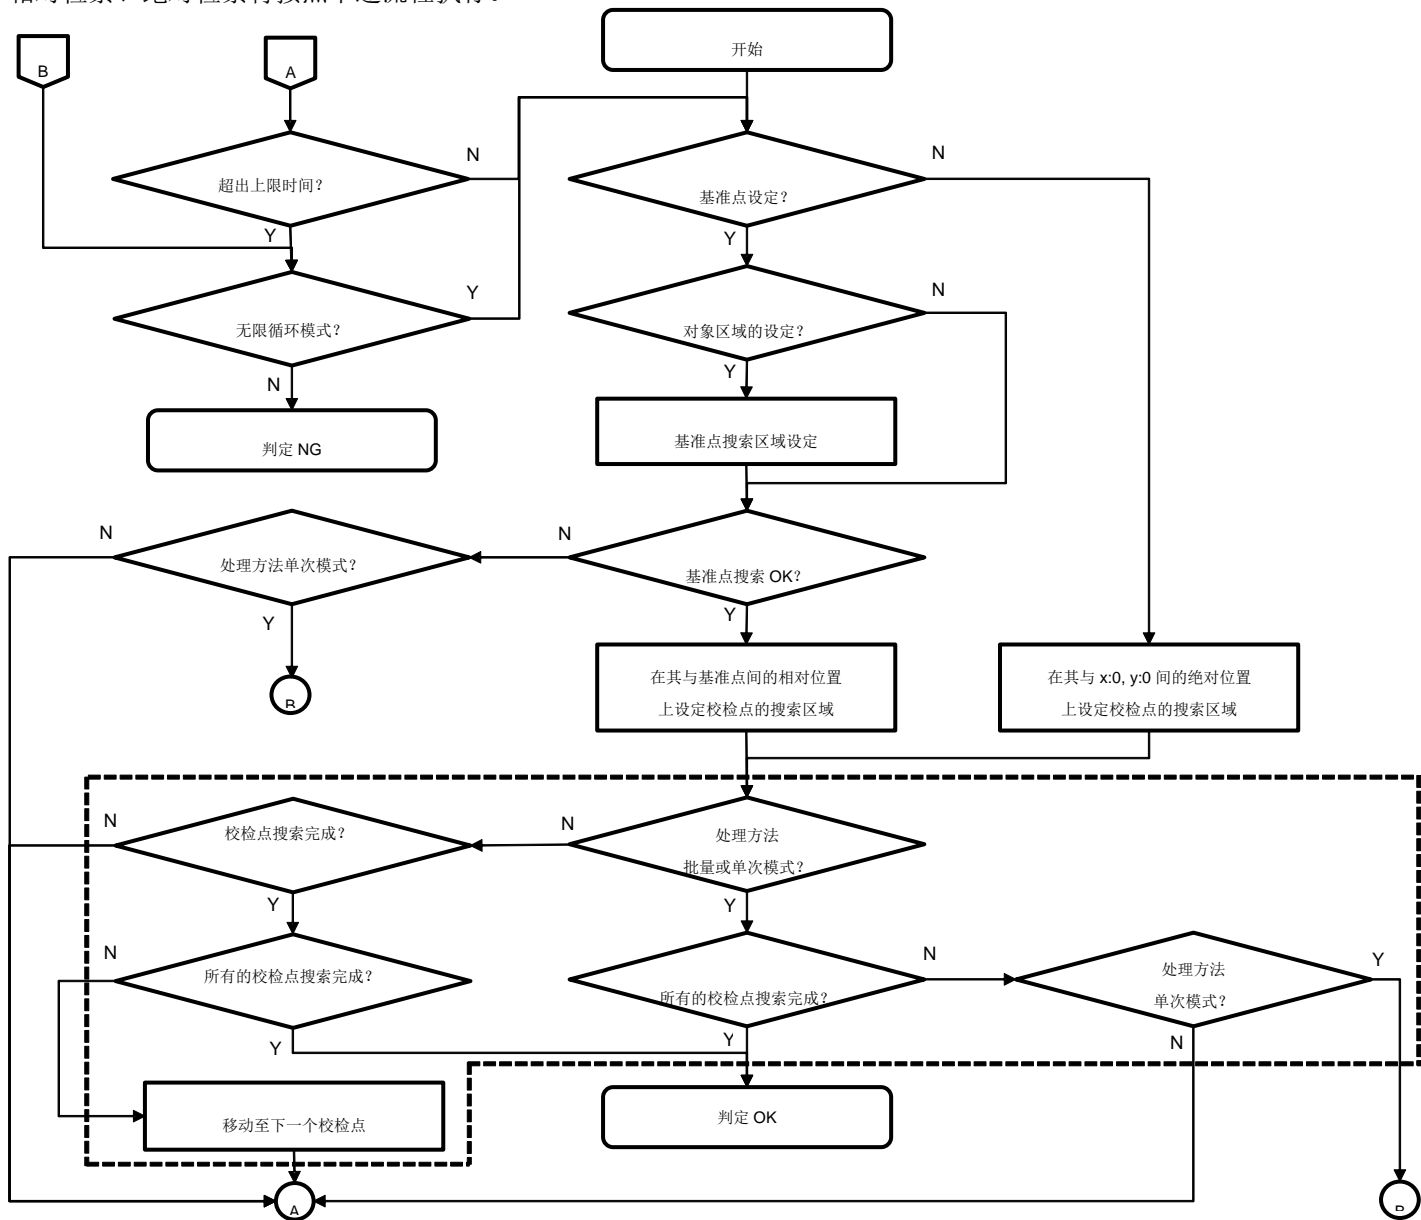 开始
B
A
超出上限时间?
N
Y
基准点设定?
N
Y
无限循环模式?
Y
N
对象区域的设定?
N
Y
判定 NG
基准点搜索区域设定
N
处理方法单次模式?
Y
N
基准点搜索 OK?
Y
B
在其与基准点间的相对位置
上设定校检点的搜索区域
在其与 x:0, y:0 间的绝对位置
上设定校检点的搜索区域
N
校检点搜索完成?
Y
N
处理方法
批量或单次模式?
Y
N
所有的校检点搜索完成?
Y
所有的校检点搜索完成?
N
Y
处理方法
单次模式?
Y
N
移动至下一个校检点
判定 OK
A